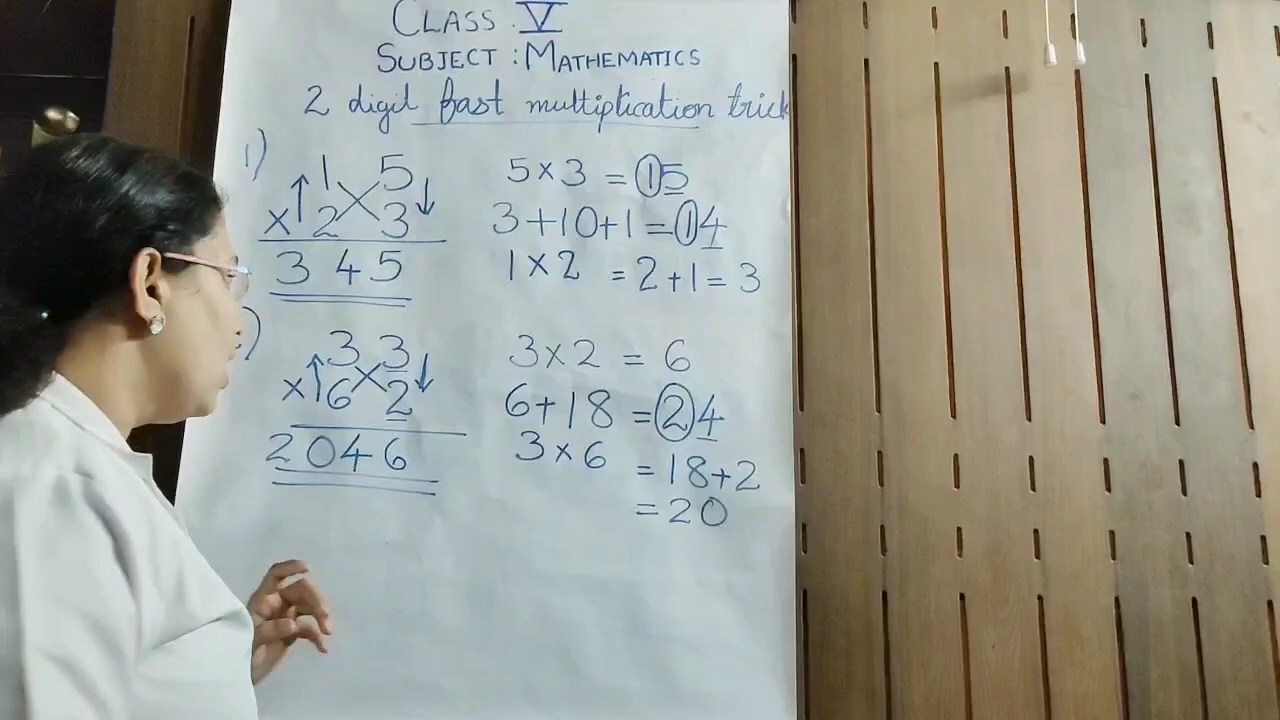 CLASS : V
SUBJECT : MATHEMATICS
2 digit fast multiplication trick
1)
↑ 1 5 ↓
× 2 3
3 4 5
5 × 3 = 15
3 + 10 + 1 = 14
1 × 2 = 2 + 1 = 3
)
↑ 3 3 ↓
× 6 2
2 0 4 6
3 × 2 = 6
6 + 18 = 24
3 × 6 = 18 + 2
= 20